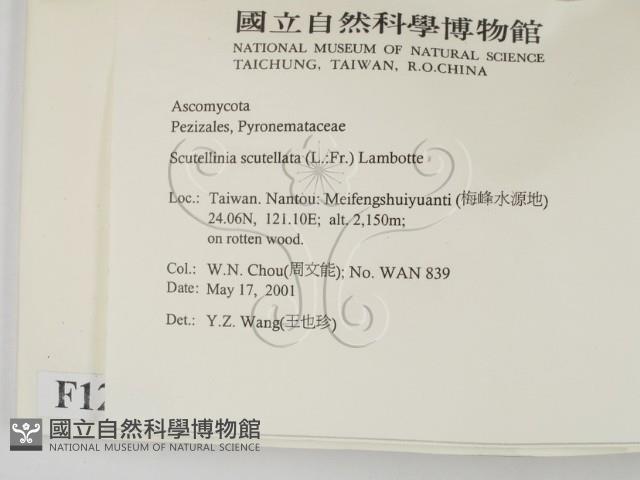 國立自然科學博物館
NATIONAL MUSEUM OF NATURAL SCIENCE
TAICHUNG, TAIWAN, R.O.CHINA
Ascomycota
Pezizales, Pyronemataceae
Scutellinia scutellata (L.:Fr.) Lambotte
Loc.: Taiwan. Nantou: Meifengshuiyuanti (梅峰水源地)
24.06N, 121.10E; alt. 2,150m;
on rotten wood.
Col.: W.N. Chou(周文能); No. WAN 839
Date: May 17, 2001
Det.: Y.Z. Wang(王也珍)
國立自然科學博物館
NATIONAL MUSEUM OF NATURAL SCIENCE